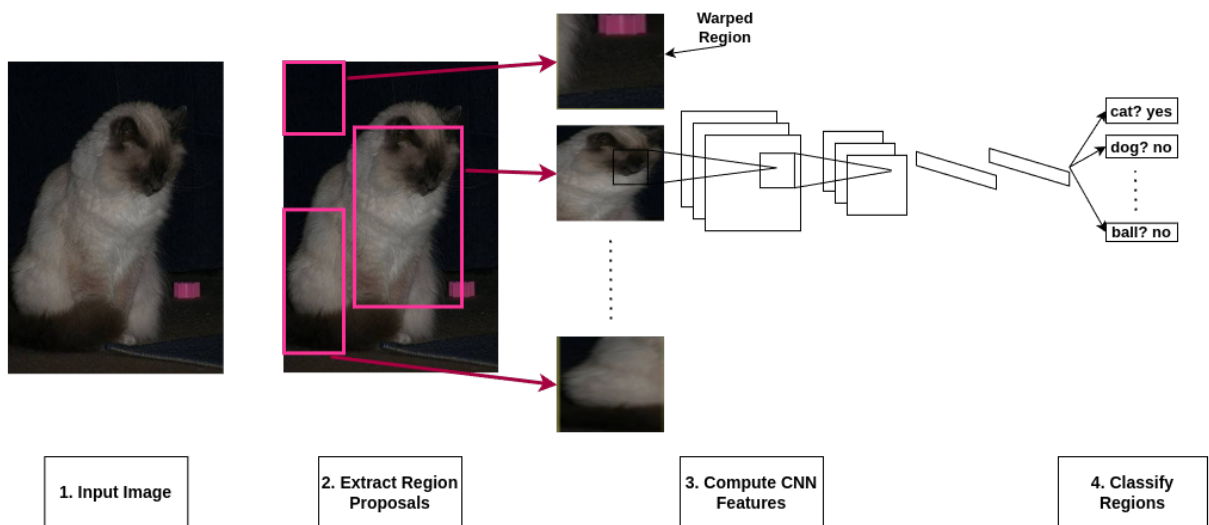 Warped
Region
cat? yes
dog? no
ball? no
1. Input Image
2. Extract Region
Proposals
3. Compute CNN
Features
4. Classify
Regions